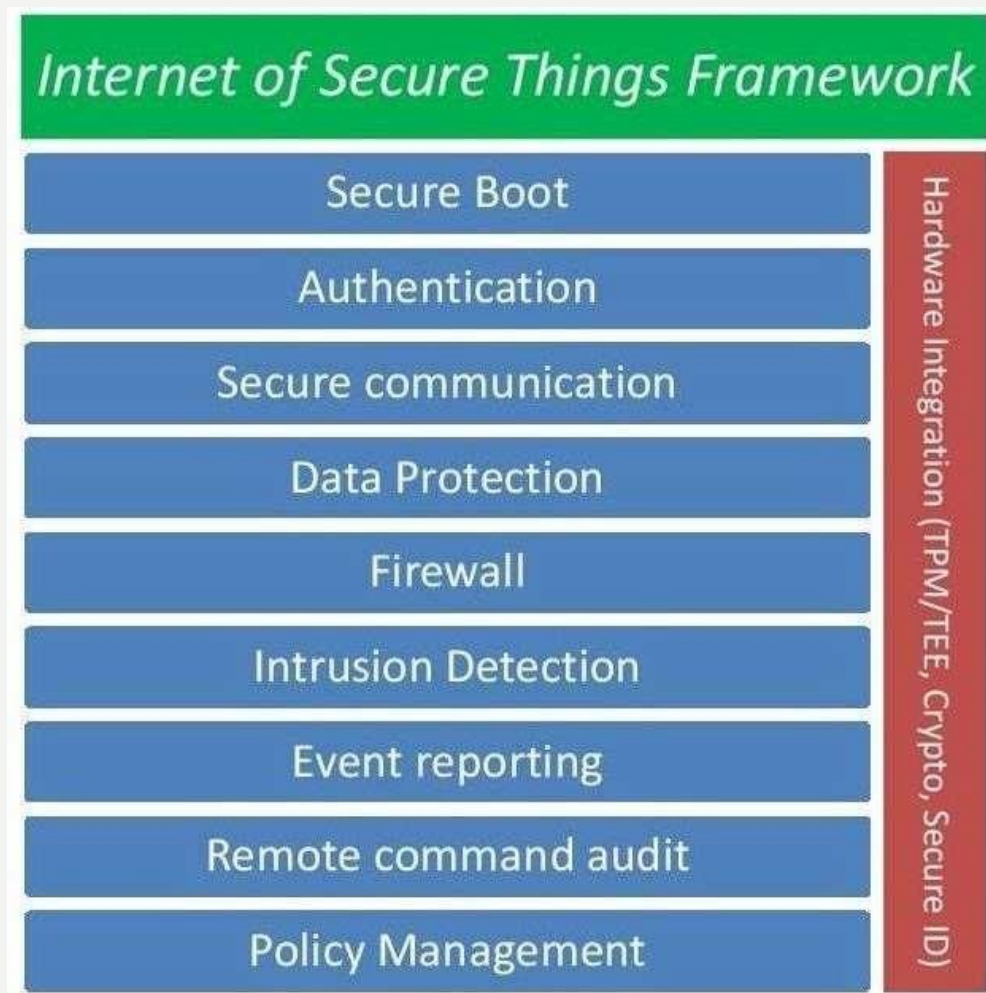 Internet of Secure Things Framework
Secure Boot
Authentication
Secure communication
Data Protection
Firewall
Intrusion Detection
Event reporting
Remote command audit
Policy Management
Hardware Integration (TPM/TEE, Crypto, Secure ID)